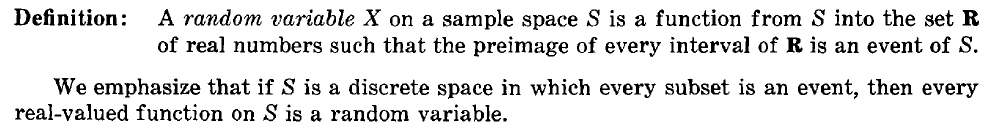 Definition: A random variable X on a sample space S is a function from S into the set R
of real numbers such that the preimage of every interval of R is an event of S.
We emphasize that if S is a discrete space in which every subset is an event, then every
real-valued function on S is a random variable.